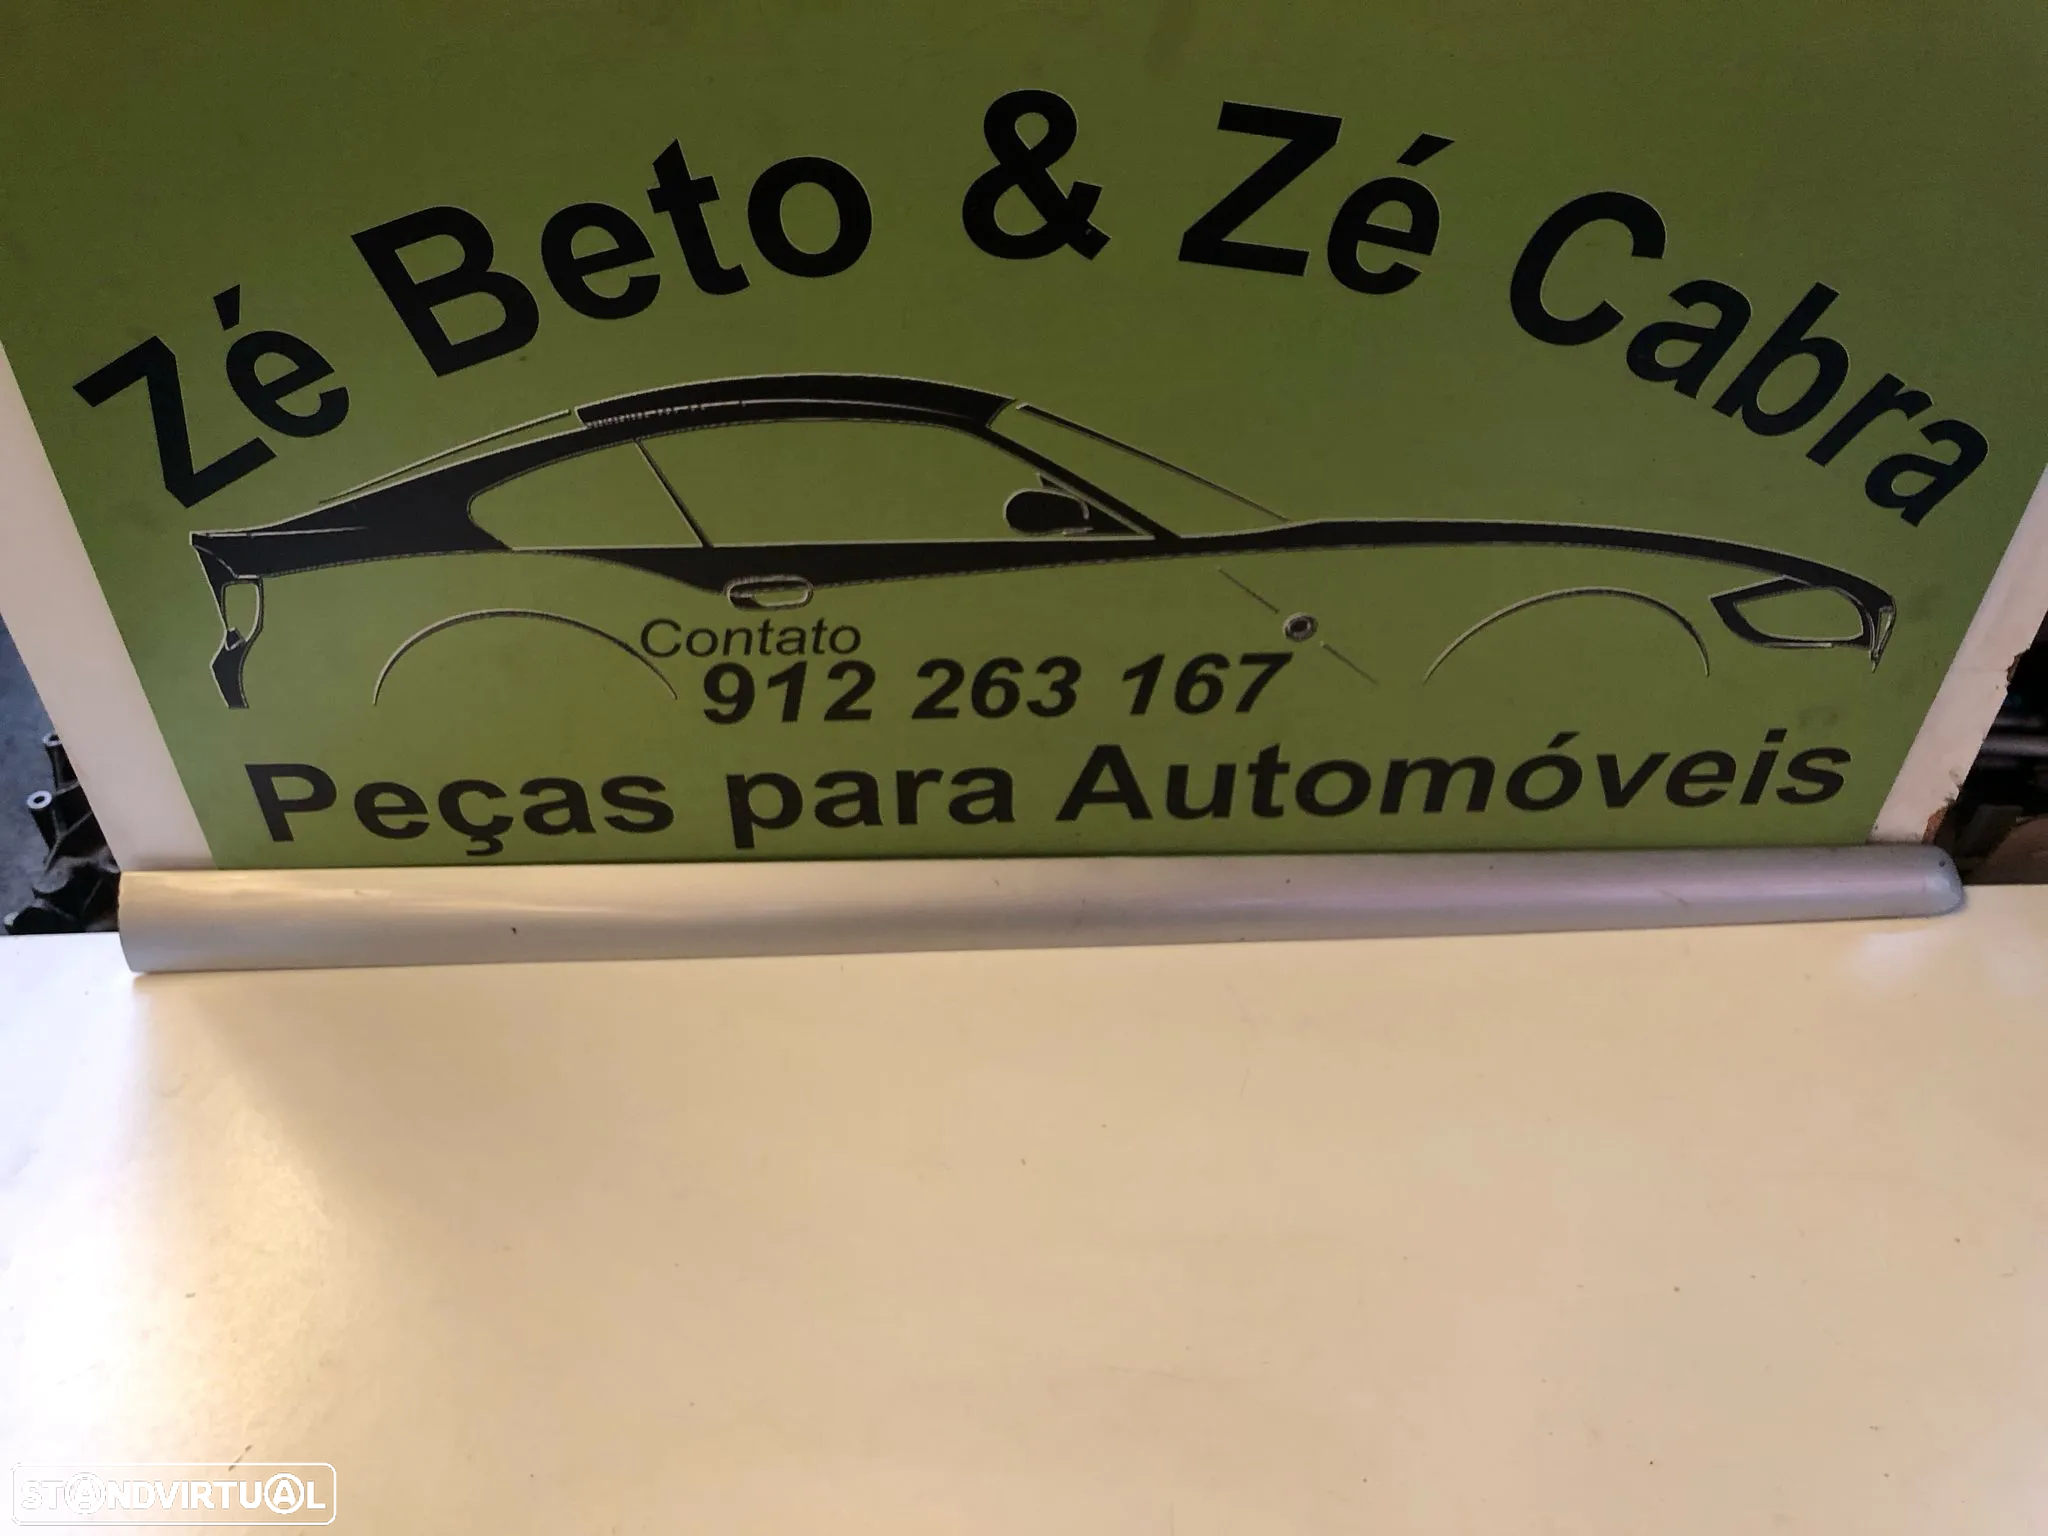 Zé Beto & Zé Cabra
Contato
912 263 167
Peças para Automóveis
STANDVIRTUAL